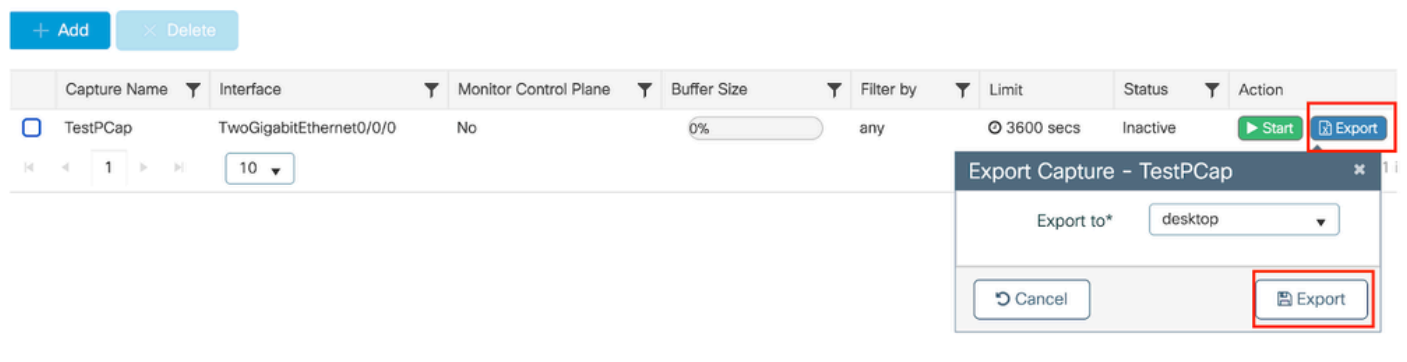 + Add × Delete
Capture Name Interface Monitor Control Plane Buffer Size Filter by Limit Status Action
TestPCap TwoGigabitEthernet0/0/0 No 0% any 3600 secs Inactive Start Export
1 10 1 i
Export Capture - TestPCap ×
Export to* desktop
Cancel Export